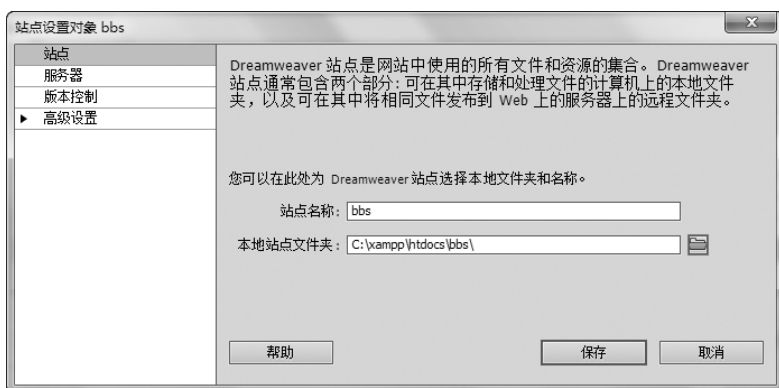 站点设置对象 bbs
站点
服务器
版本控制
高级设置
Dreamweaver 站点是网站中使用的所有文件和资源的集合。Dreamweaver
站点通常包含两个部分：可在其中存储和处理文件的计算机上的本地文件
夹，以及可在其中将相同文件发布到 Web 上的服务器上的远程文件夹。
您可以在此处为 Dreamweaver 站点选择本地文件夹和名称。
站点名称： bbs
本地站点文件夹： C:\xampp\htdocs\bbs\
帮助 保存 取消